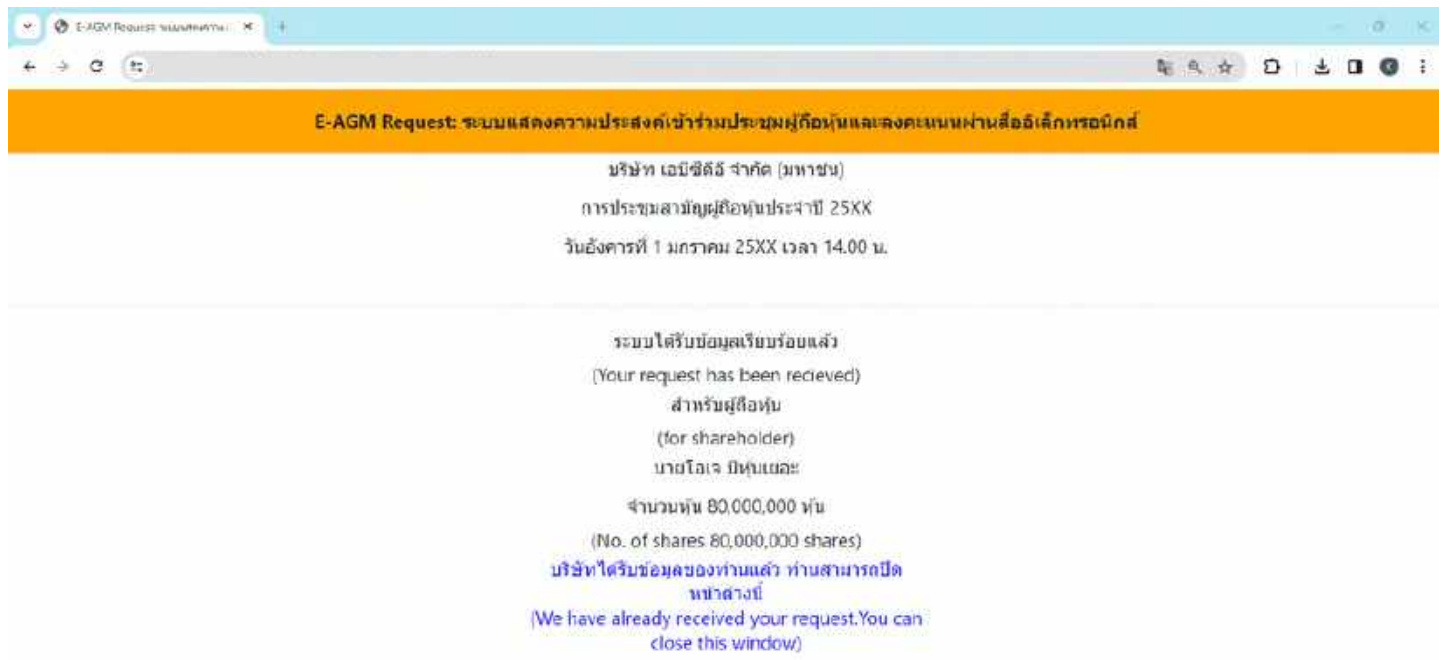 E-AGM Request: ระบบแสดงควา
E-AGM Request: ระบบแสดงความประสงค์เข้าร่วมประชุมผู้ถือหุ้นและลงคะแนนผ่านสื่ออิเล็กทรอนิกส์
บริษัท เอบีซีดีอี จำกัด (มหาชน)
การประชุมสามัญผู้ถือหุ้นประจำปี 25XX
วันอังคารที่ 1 มกราคม 25XX เวลา 14.00 น.
ระบบได้รับข้อมูลเรียบร้อยแล้ว
(Your request has been recieved)
สำหรับผู้ถือหุ้น
(for shareholder)
นายโอเจ มีหุ้นเยอะ
จำนวนหุ้น 80,000,000 หุ้น
(No. of shares 80,000,000 shares)
บริษัทได้รับข้อมูลของท่านแล้ว ท่านสามารถปิด
หน้าต่างนี้
(We have already received your request.You can
close this window)